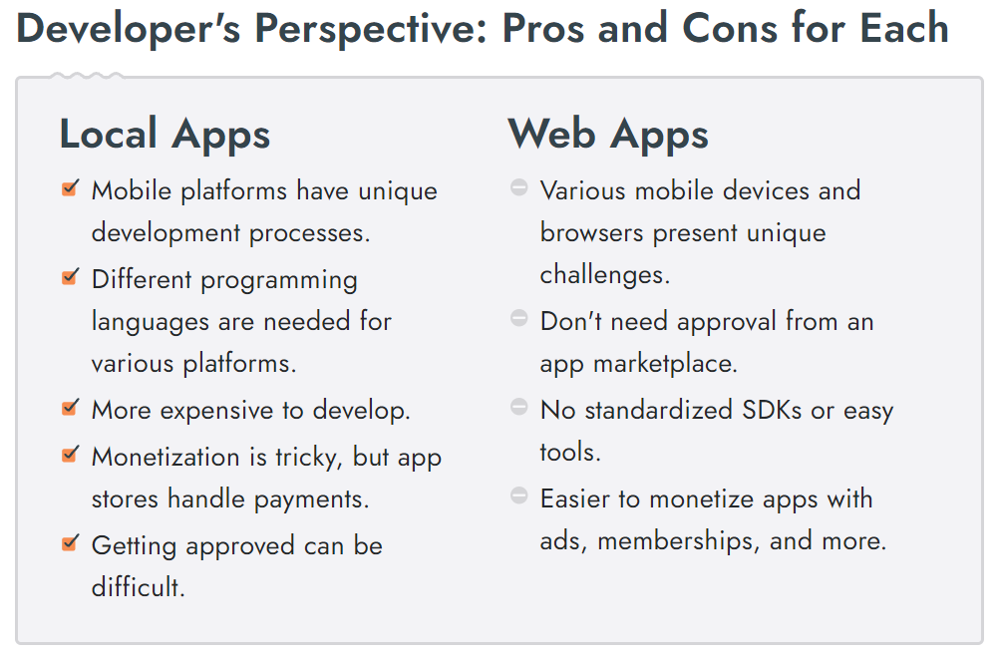 Developer's Perspective: Pros and Cons for Each
Local Apps
Mobile platforms have unique
development processes.
Different programming
languages are needed for
various platforms.
More expensive to develop.
Monetization is tricky, but app
stores handle payments.
Getting approved can be
difficult.
Web Apps
Various mobile devices and
browsers present unique
challenges.
Don't need approval from an
app marketplace.
No standardized SDKs or easy
tools.
Easier to monetize apps with
ads, memberships, and more.